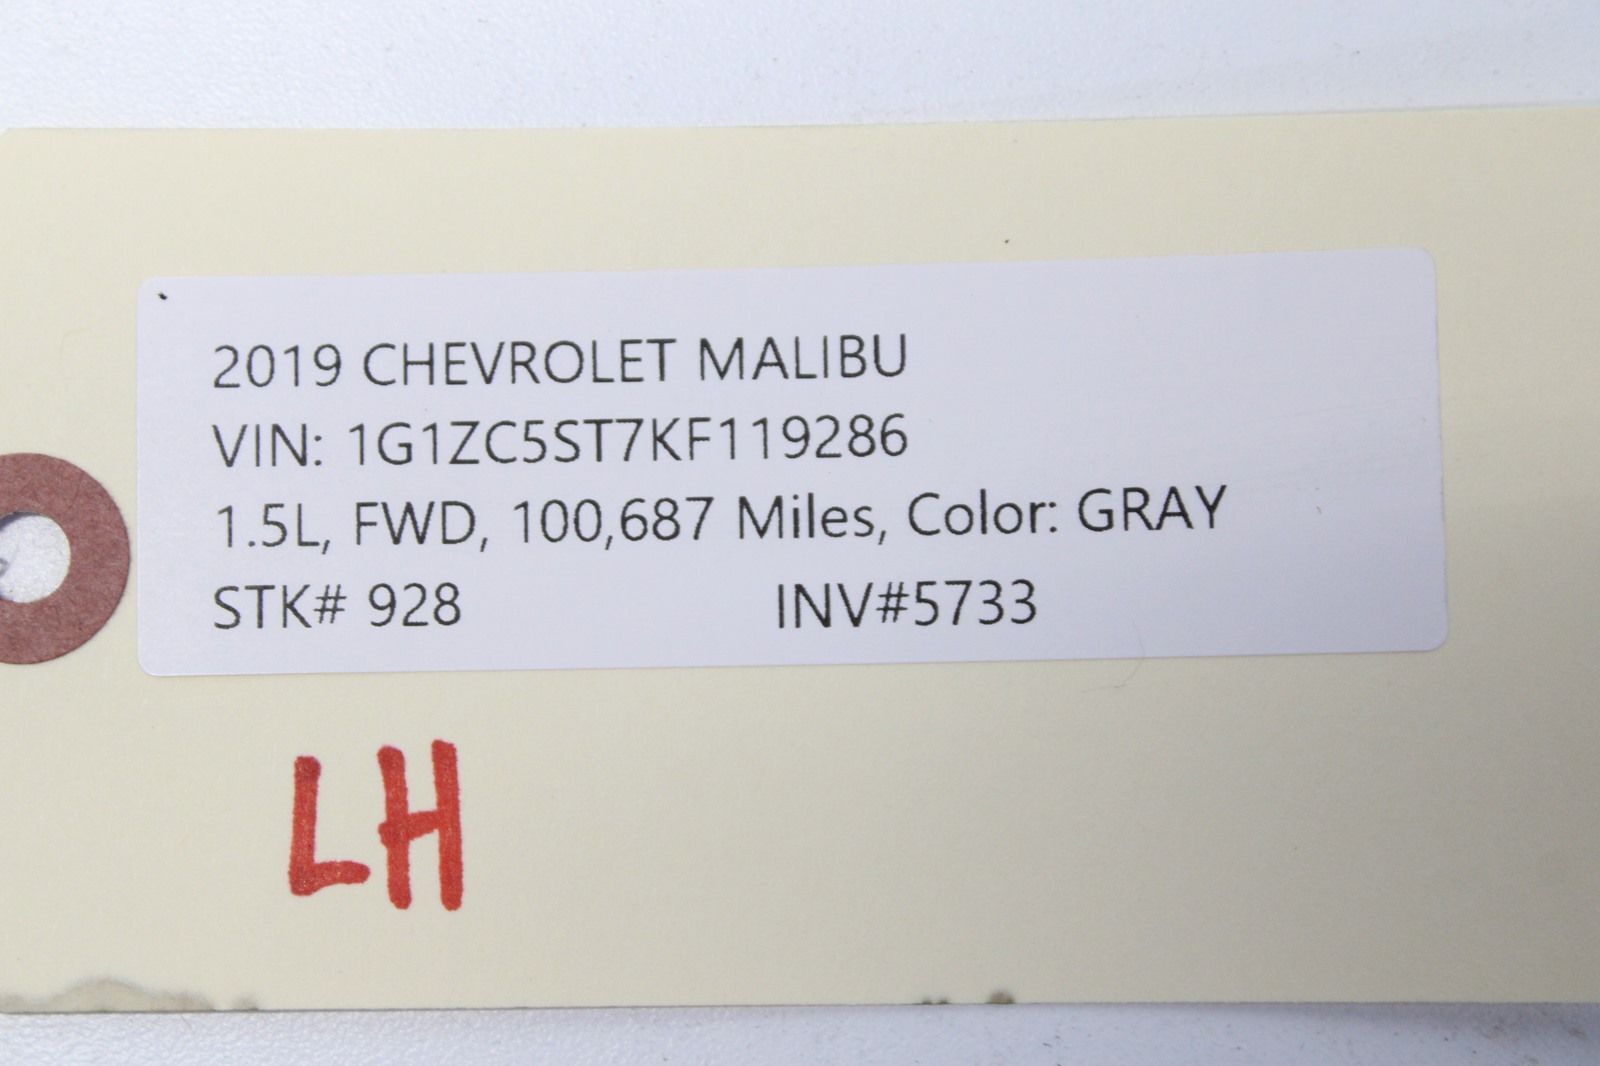 2019 CHEVROLET MALIBU
VIN: 1G1ZC5ST7KF119286
1.5L, FWD, 100,687 Miles, Color: GRAY
STK# 928 INV#5733
LH